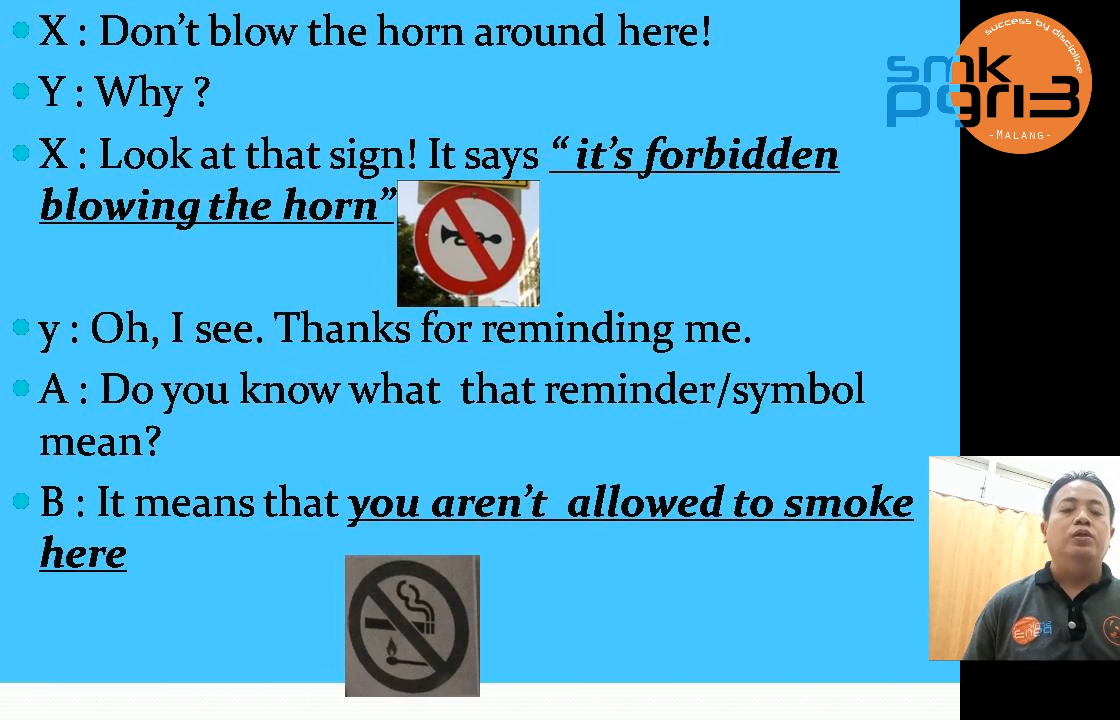 X : Don't blow the horn around here!
Y : Why ?
X : Look at that sign! It says “ it's forbidden
blowing the horn”
y : Oh, I see. Thanks for reminding me.
A : Do you know what that reminder/symbol
mean?
B : It means that you aren't allowed to smoke
here
success by discipline
smk
pgri3
-MALANG-